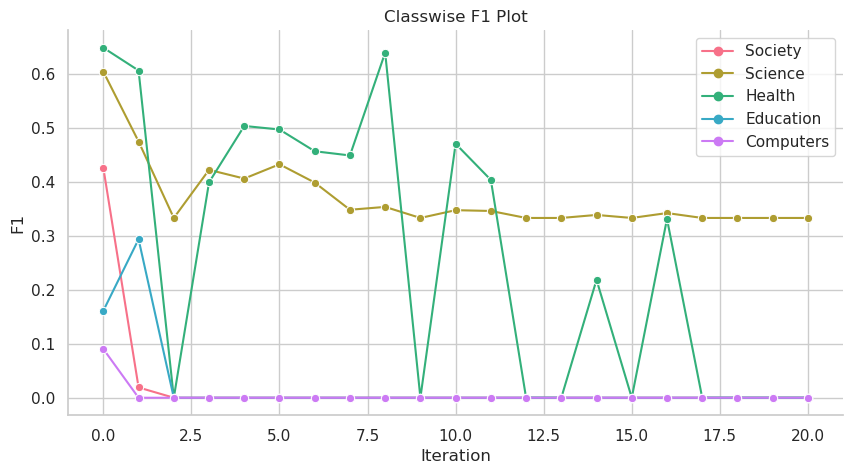 Classwise F1 Plot
F1
0.6
0.5
0.4
0.3
0.2
0.1
0.0
Society
Science
Health
Education
Computers
0.0 2.5 5.0 7.5 10.0 12.5 15.0 17.5 20.0
Iteration